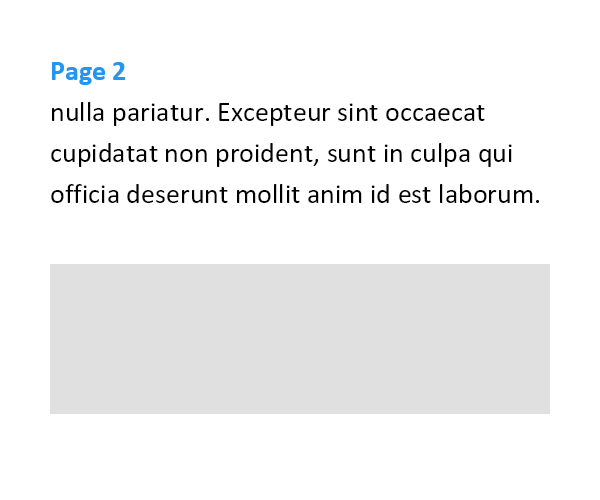 Page 2
nulla pariatur. Excepteur sint occaecat
cupidatat non proident, sunt in culpa qui
officia deserunt mollit anim id est laborum.